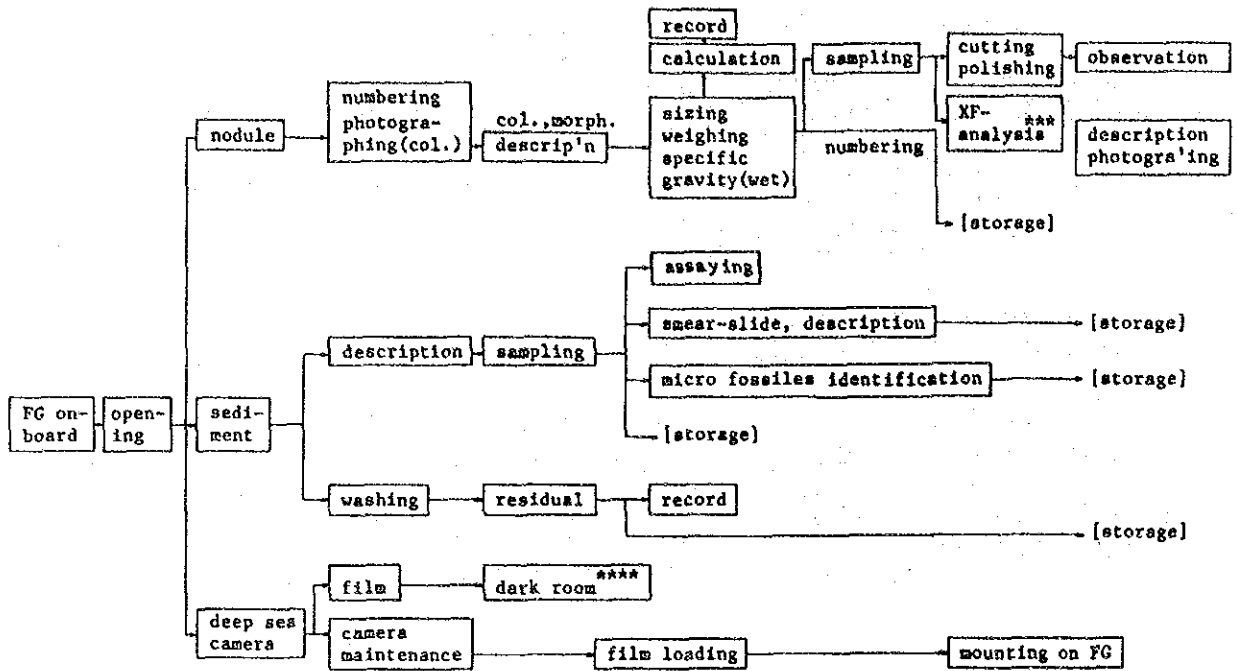 record
calculation
sampling
cutting
polishing
observation
numbering
photogra-
phing(col.)
nodule
col.,morph.
descrip'n
sizing
weighing
specific
gravity(wet)
numbering
XF-
analysis***
description
photogra'ing
[storage]
assaying
smear-slide, description
[storage]
description
sampling
micro fossiles identification
[storage]
FG on-
board
open-
ing
sedi-
ment
[storage]
washing
residual
record
[storage]
film
dark room****
deep sea
camera
camera
maintenance
film loading
mounting on FG